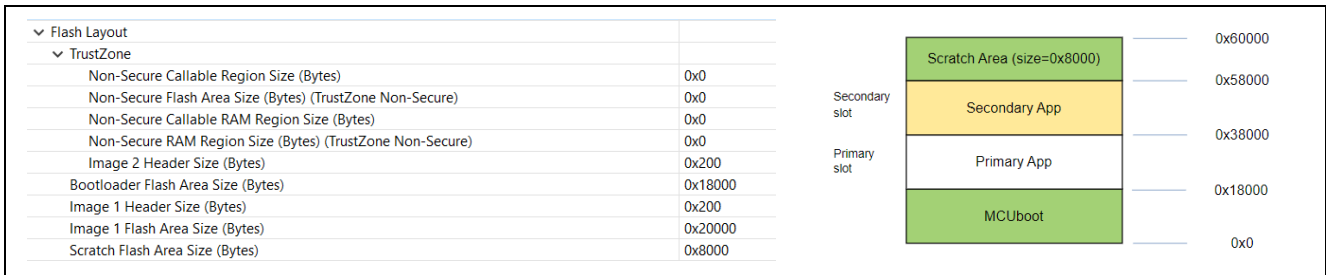 Flash Layout
TrustZone
Non-Secure Callable Region Size (Bytes) 0x0
Non-Secure Flash Area Size (Bytes) (TrustZone Non-Secure) 0x0
Non-Secure Callable RAM Region Size (Bytes) 0x0
Non-Secure RAM Region Size (Bytes) (TrustZone Non-Secure) 0x0
Image 2 Header Size (Bytes) 0x200
Bootloader Flash Area Size (Bytes) 0x18000
Image 1 Header Size (Bytes) 0x200
Image 1 Flash Area Size (Bytes) 0x20000
Scratch Flash Area Size (Bytes) 0x8000
0x60000
Scratch Area (size=0x8000)
0x58000
Secondary
slot
Secondary App
0x38000
Primary
slot
Primary App
0x18000
MCUboot
0x0